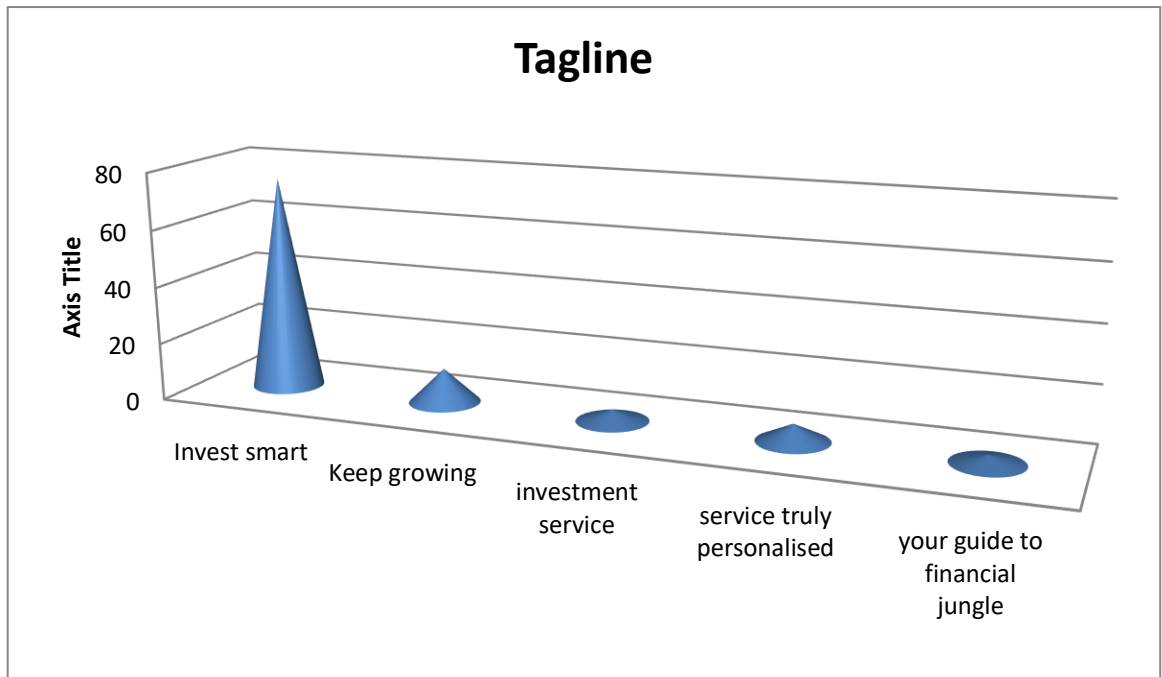 Tagline
80
60
40
20
0
Axis Title
Invest smart
Keep growing
investment
service
service truly
personalised
your guide to
financial
jungle